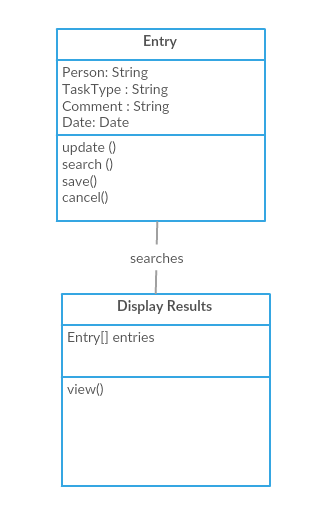 Entry
Person: String
TaskType : String
Comment : String
Date: Date
update ()
search ()
save()
cancel()
searches
Display Results
Entry[] entries
view()